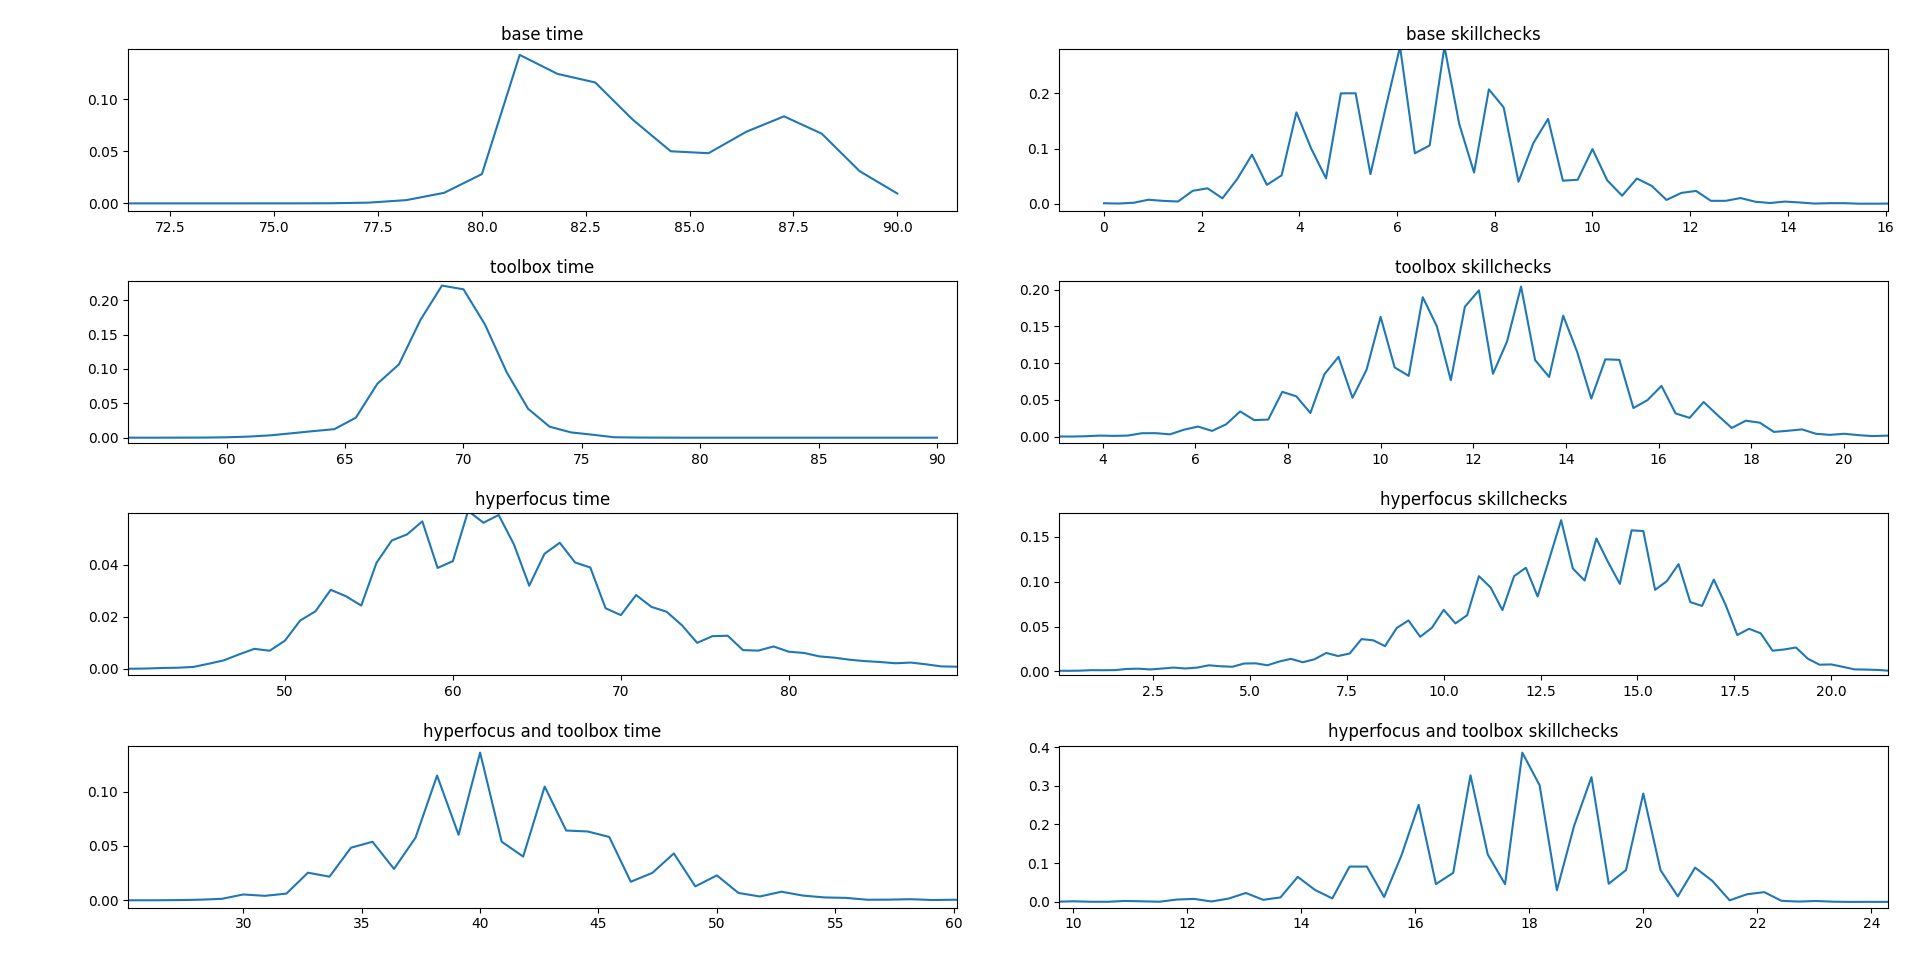 base time
0.10
0.05
0.00
72.5 75.0 77.5 80.0 82.5 85.0 87.5 90.0
base skillchecks
0.2
0.1
0.0
0 2 4 6 8 10 12 14 16
toolbox time
0.20
0.15
0.10
0.05
0.00
60 65 70 75 80 85 90
toolbox skillchecks
0.20
0.15
0.10
0.05
0.00
4 6 8 10 12 14 16 18 20
hyperfocus time
0.04
0.02
0.00
50 60 70 80
hyperfocus skillchecks
0.15
0.10
0.05
0.00
2.5 5.0 7.5 10.0 12.5 15.0 17.5 20.0
hyperfocus and toolbox time
0.10
0.05
0.00
30 35 40 45 50 55 60
hyperfocus and toolbox skillchecks
0.4
0.3
0.2
0.1
0.0
10 12 14 16 18 20 22 24